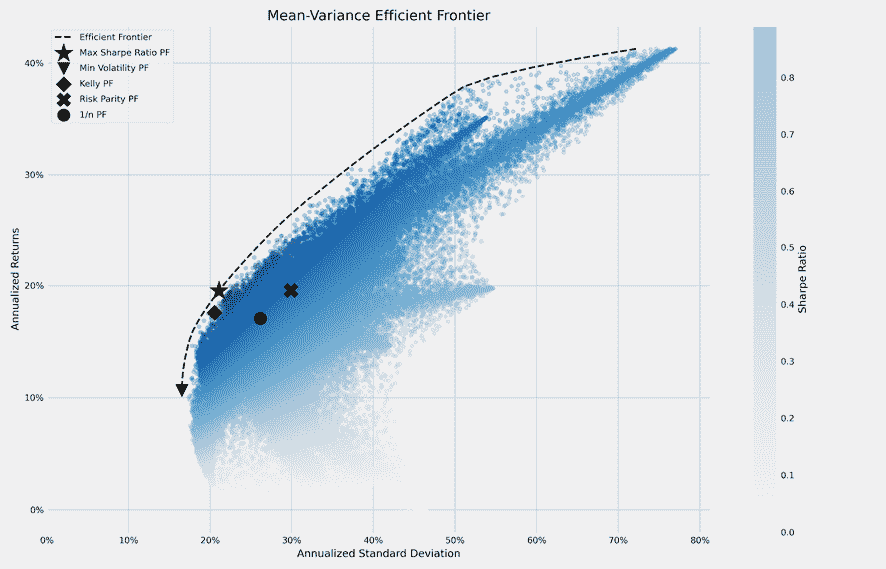 Mean-Variance Efficient Frontier
Efficient Frontier
Max Sharpe Ratio PF
Min Volatility PF
Kelly PF
Risk Parity PF
1/n PF
40%
30%
20%
10%
0%
Annualized Returns
0%
10%
20%
30%
40%
50%
60%
70%
80%
Annualized Standard Deviation
0.8
0.7
0.6
0.5
0.4
0.3
0.2
0.1
0.0
Sharpe Ratio